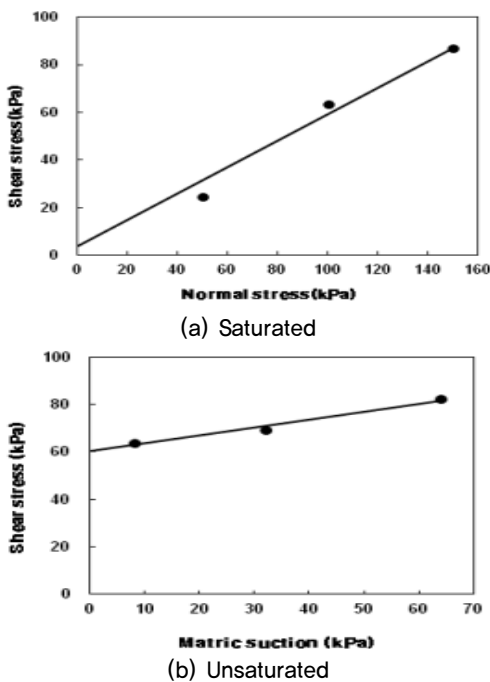 100
80
60
40
20
0
Shear stress(kPa)
0 20 40 60 80 100 120 140 160
Normal stress(kPa)
(a) Saturated
100
80
60
40
20
0
Shear stress (kPa)
0 10 20 30 40 50 60 70
Matric suction (kPa)
(b) Unsaturated